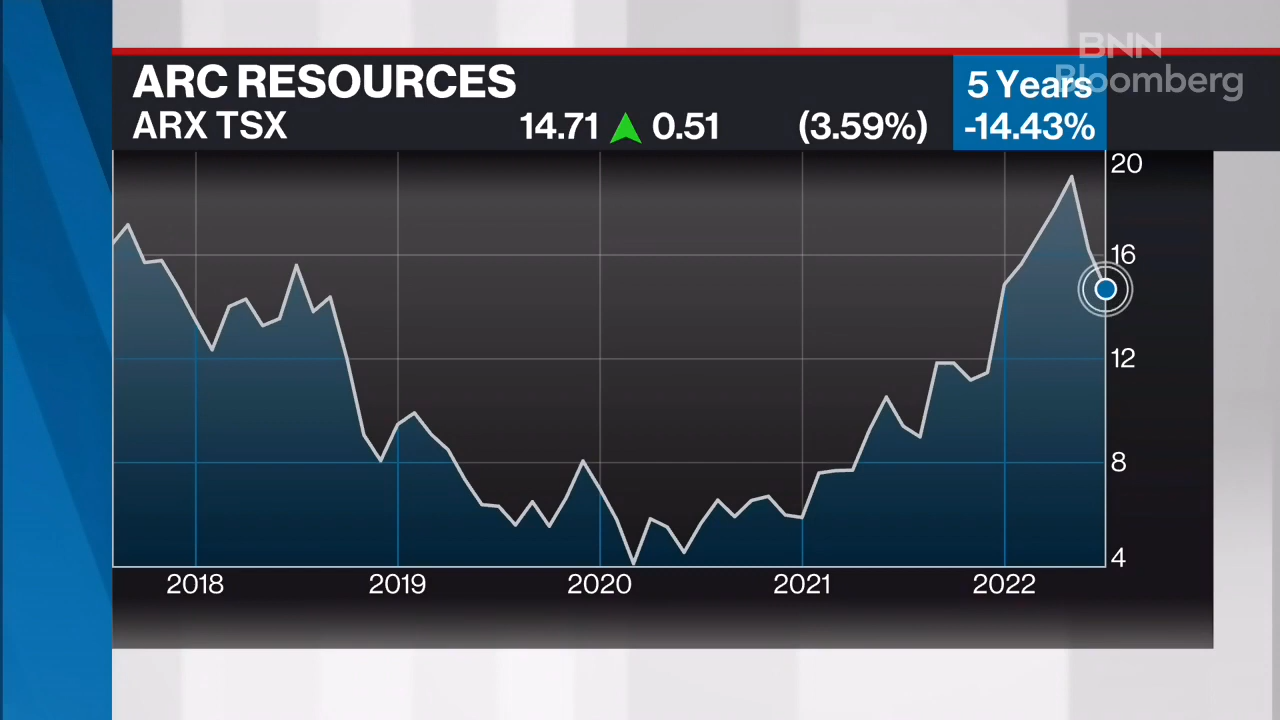 BNN
Bloomberg
ARC RESOURCES
ARX TSX 14.71 0.51 (3.59%)
5 Years
-14.43%
20
16
12
8
4
2018 2019 2020 2021 2022